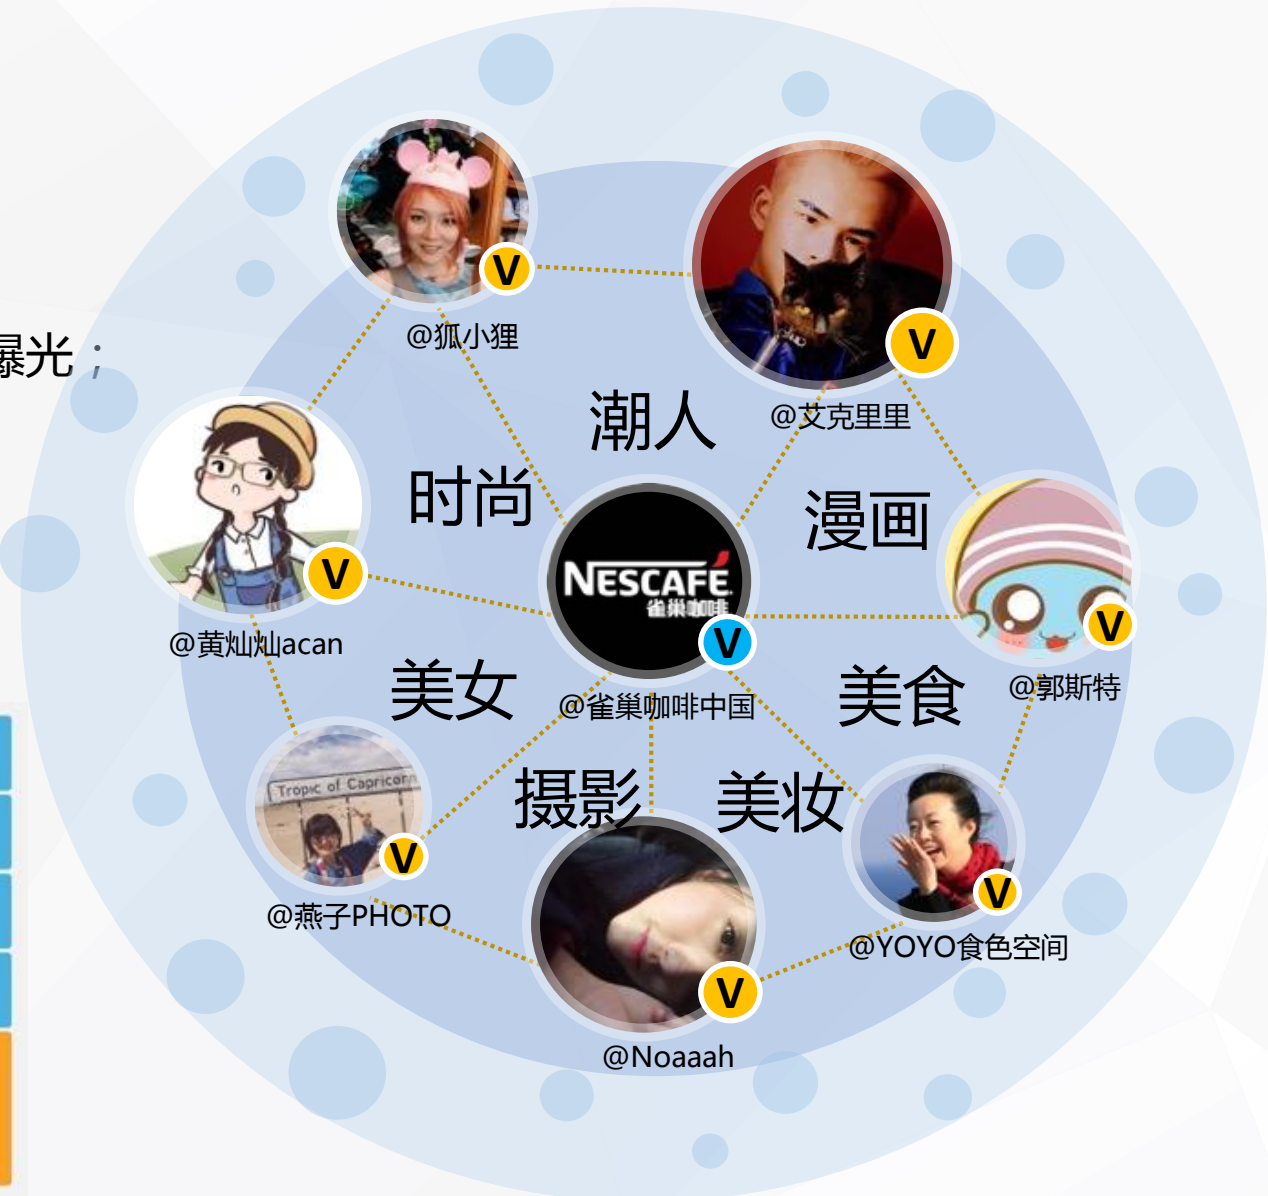 曝光；
@狐小狸
@艾克里里
潮人
时尚
漫画
NESCAFÉ
雀巢咖啡
@黄灿灿acan
@郭斯特
美女
美食
@雀巢咖啡中国
摄影
美妆
Tropic of Capricorn
@燕子PHOTO
@YOYO食色空间
@Noaaah
V
V
V
V
V
V
V
V